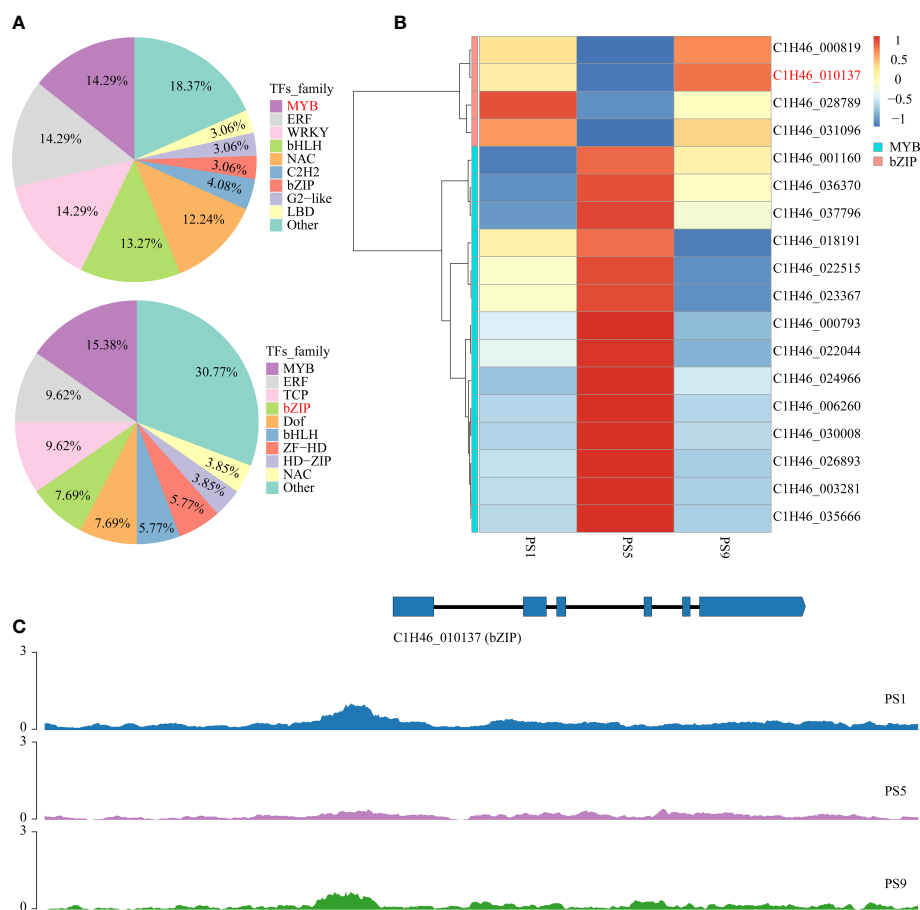 A
14.29%
18.37%
14.29%
3.06%
3.06%
3.06%
4.08%
14.29%
12.24%
13.27%
TFs_family
MYB
ERF
WRKY
bHLH
NAC
C2H2
bZIP
G2−like
LBD
Other
15.38%
30.77%
9.62%
9.62%
3.85%
3.85%
7.69%
5.77%
7.69%
5.77%
TFs_family
MYB
ERF
TCP
bZIP
Dof
bHLH
ZF−HD
HD−ZIP
NAC
Other
B
C1H46_000819
C1H46_010137
C1H46_028789
C1H46_031096
C1H46_001160
C1H46_036370
C1H46_037796
C1H46_018191
C1H46_022515
C1H46_023367
C1H46_000793
C1H46_022044
C1H46_024966
C1H46_006260
C1H46_030008
C1H46_026893
C1H46_003281
C1H46_035666
PS1
PS5
PS9
1
0.5
0
−0.5
−1
MYB
bZIP
C
C1H46_010137 (bZIP)
3
PS1
0
3
PS5
0
3
PS9
0